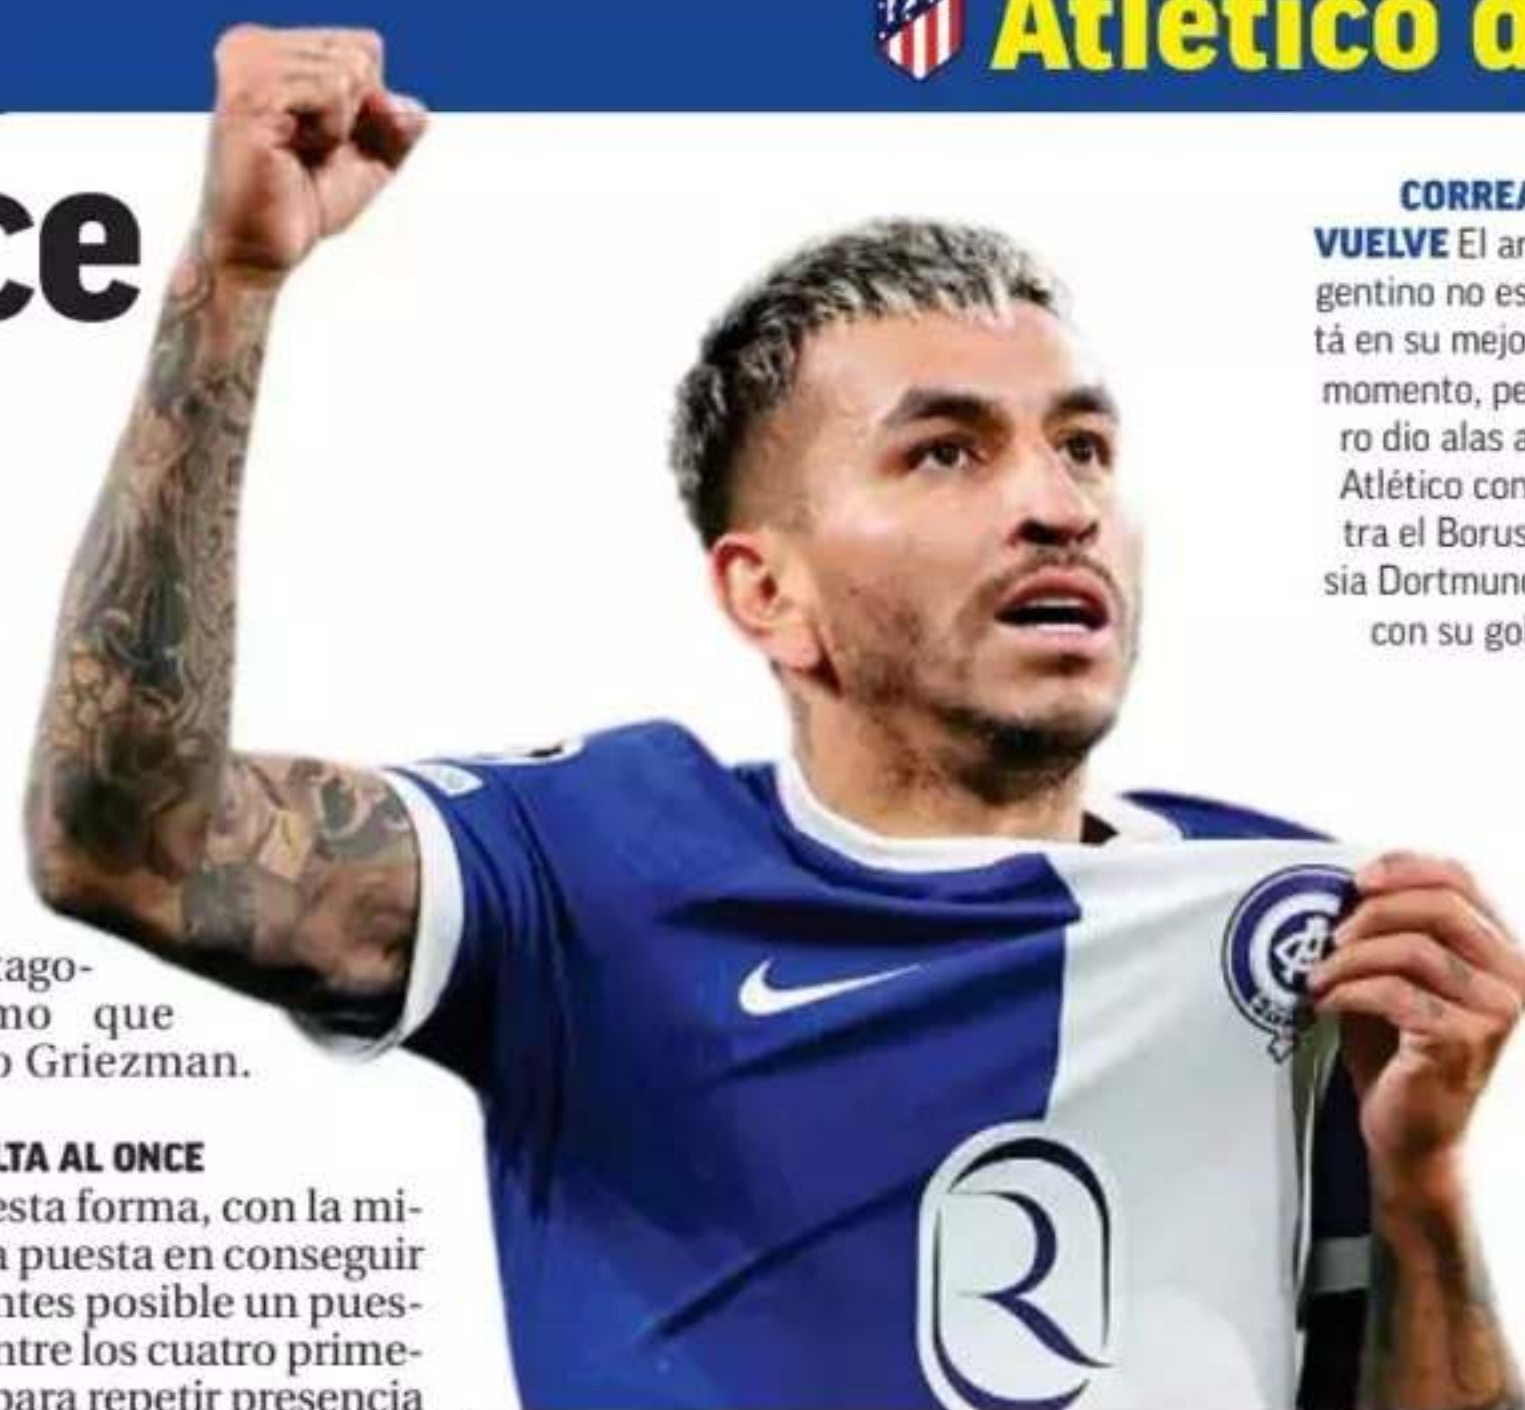 Atlético d
ce
CORREA
VUELVE El ar
gentino no es
tá en su mejo
momento, pe
ro dio alas a
Atlético con
tra el Borus
sia Dortmund
con su gol
tago-
mo que
o Griezman.
LTA AL ONCE
esta forma, con la mi-
a puesta en conseguir
ntes posible un pues-
ntre los cuatro prime-
para repetir presencia
R